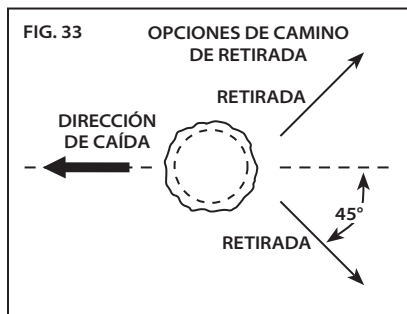 FIG. 33
OPCIONES DE CAMINO
DE RETIRADA
RETIRADA
DIRECCIÓN
DE CAÍDA
45°
RETIRADA